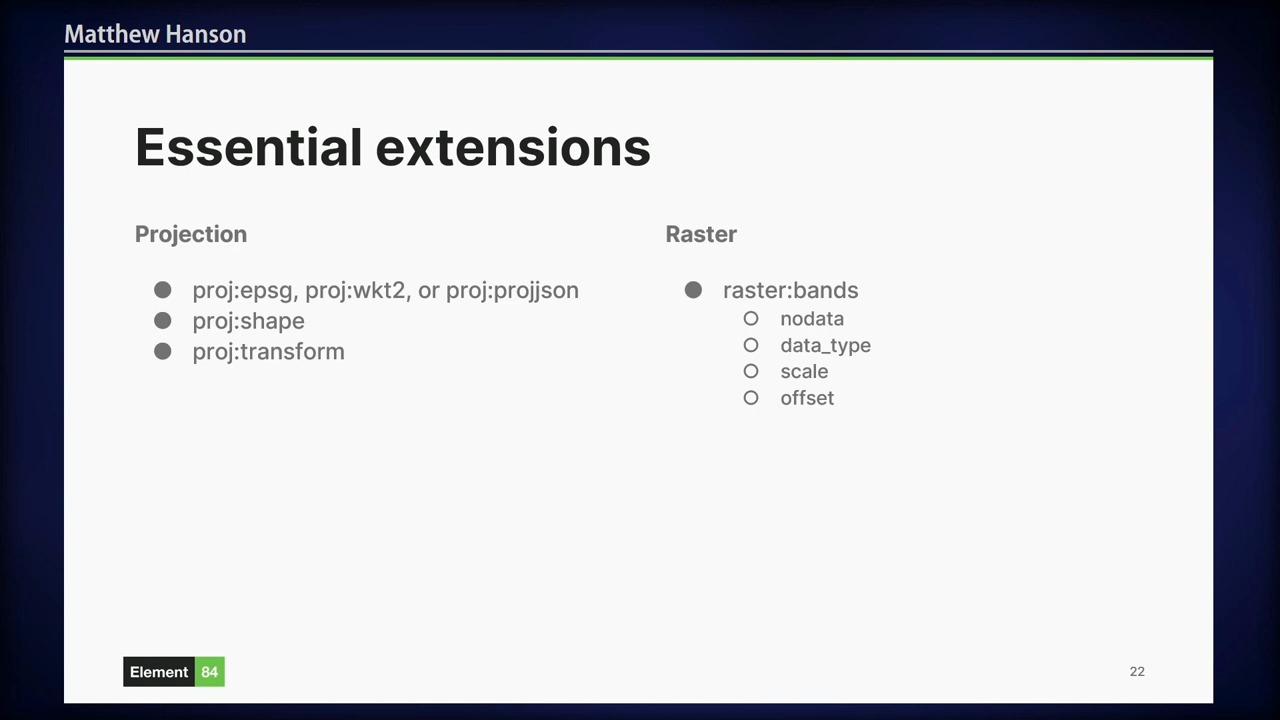 Matthew Hanson
Essential extensions
Projection
proj:epsg, proj:wkt2, or proj:projjson
proj:shape
proj:transform
Raster
raster:bands
nodata
data_type
scale
offset
Element 84
22